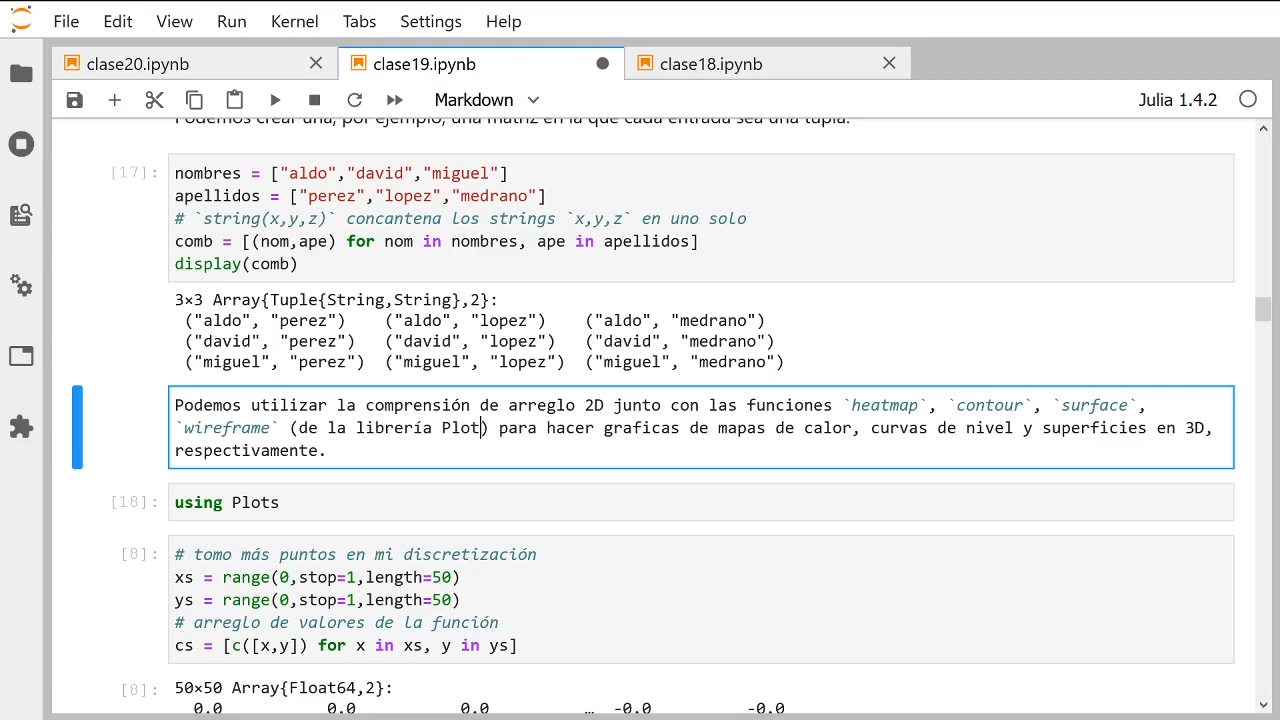 File Edit View Run Kernel Tabs Settings Help
clase20.ipynb clase19.ipynb clase18.ipynb
Markdown Julia 1.4.2
Podemos crear una, por ejemplo, una matriz en la que cada entrada sea una tupla.
[17]: nombres = ["aldo","david","miguel"]
apellidos = ["perez","lopez","medrano"]
# `string(x,y,z)` concantena los strings `x,y,z` en uno solo
comb = [(nom,ape) for nom in nombres, ape in apellidos]
display(comb)
3×3 Array{Tuple{String,String},2}:
("aldo", "perez") ("aldo", "lopez") ("aldo", "medrano")
("david", "perez") ("david", "lopez") ("david", "medrano")
("miguel", "perez") ("miguel", "lopez") ("miguel", "medrano")
Podemos utilizar la comprensión de arreglo 2D junto con las funciones `heatmap`, `contour`, `surface`,
`wireframe` (de la librería Plot) para hacer graficas de mapas de calor, curvas de nivel y superficies en 3D,
respectivamente.
[18]: using Plots
[8]: # tomo más puntos en mi discretización
xs = range(0,stop=1,length=50)
ys = range(0,stop=1,length=50)
# arreglo de valores de la función
cs = [c([x,y]) for x in xs, y in ys]
[8]: 50×50 Array{Float64,2}:
0.0 0.0 0.0 … -0.0 -0.0